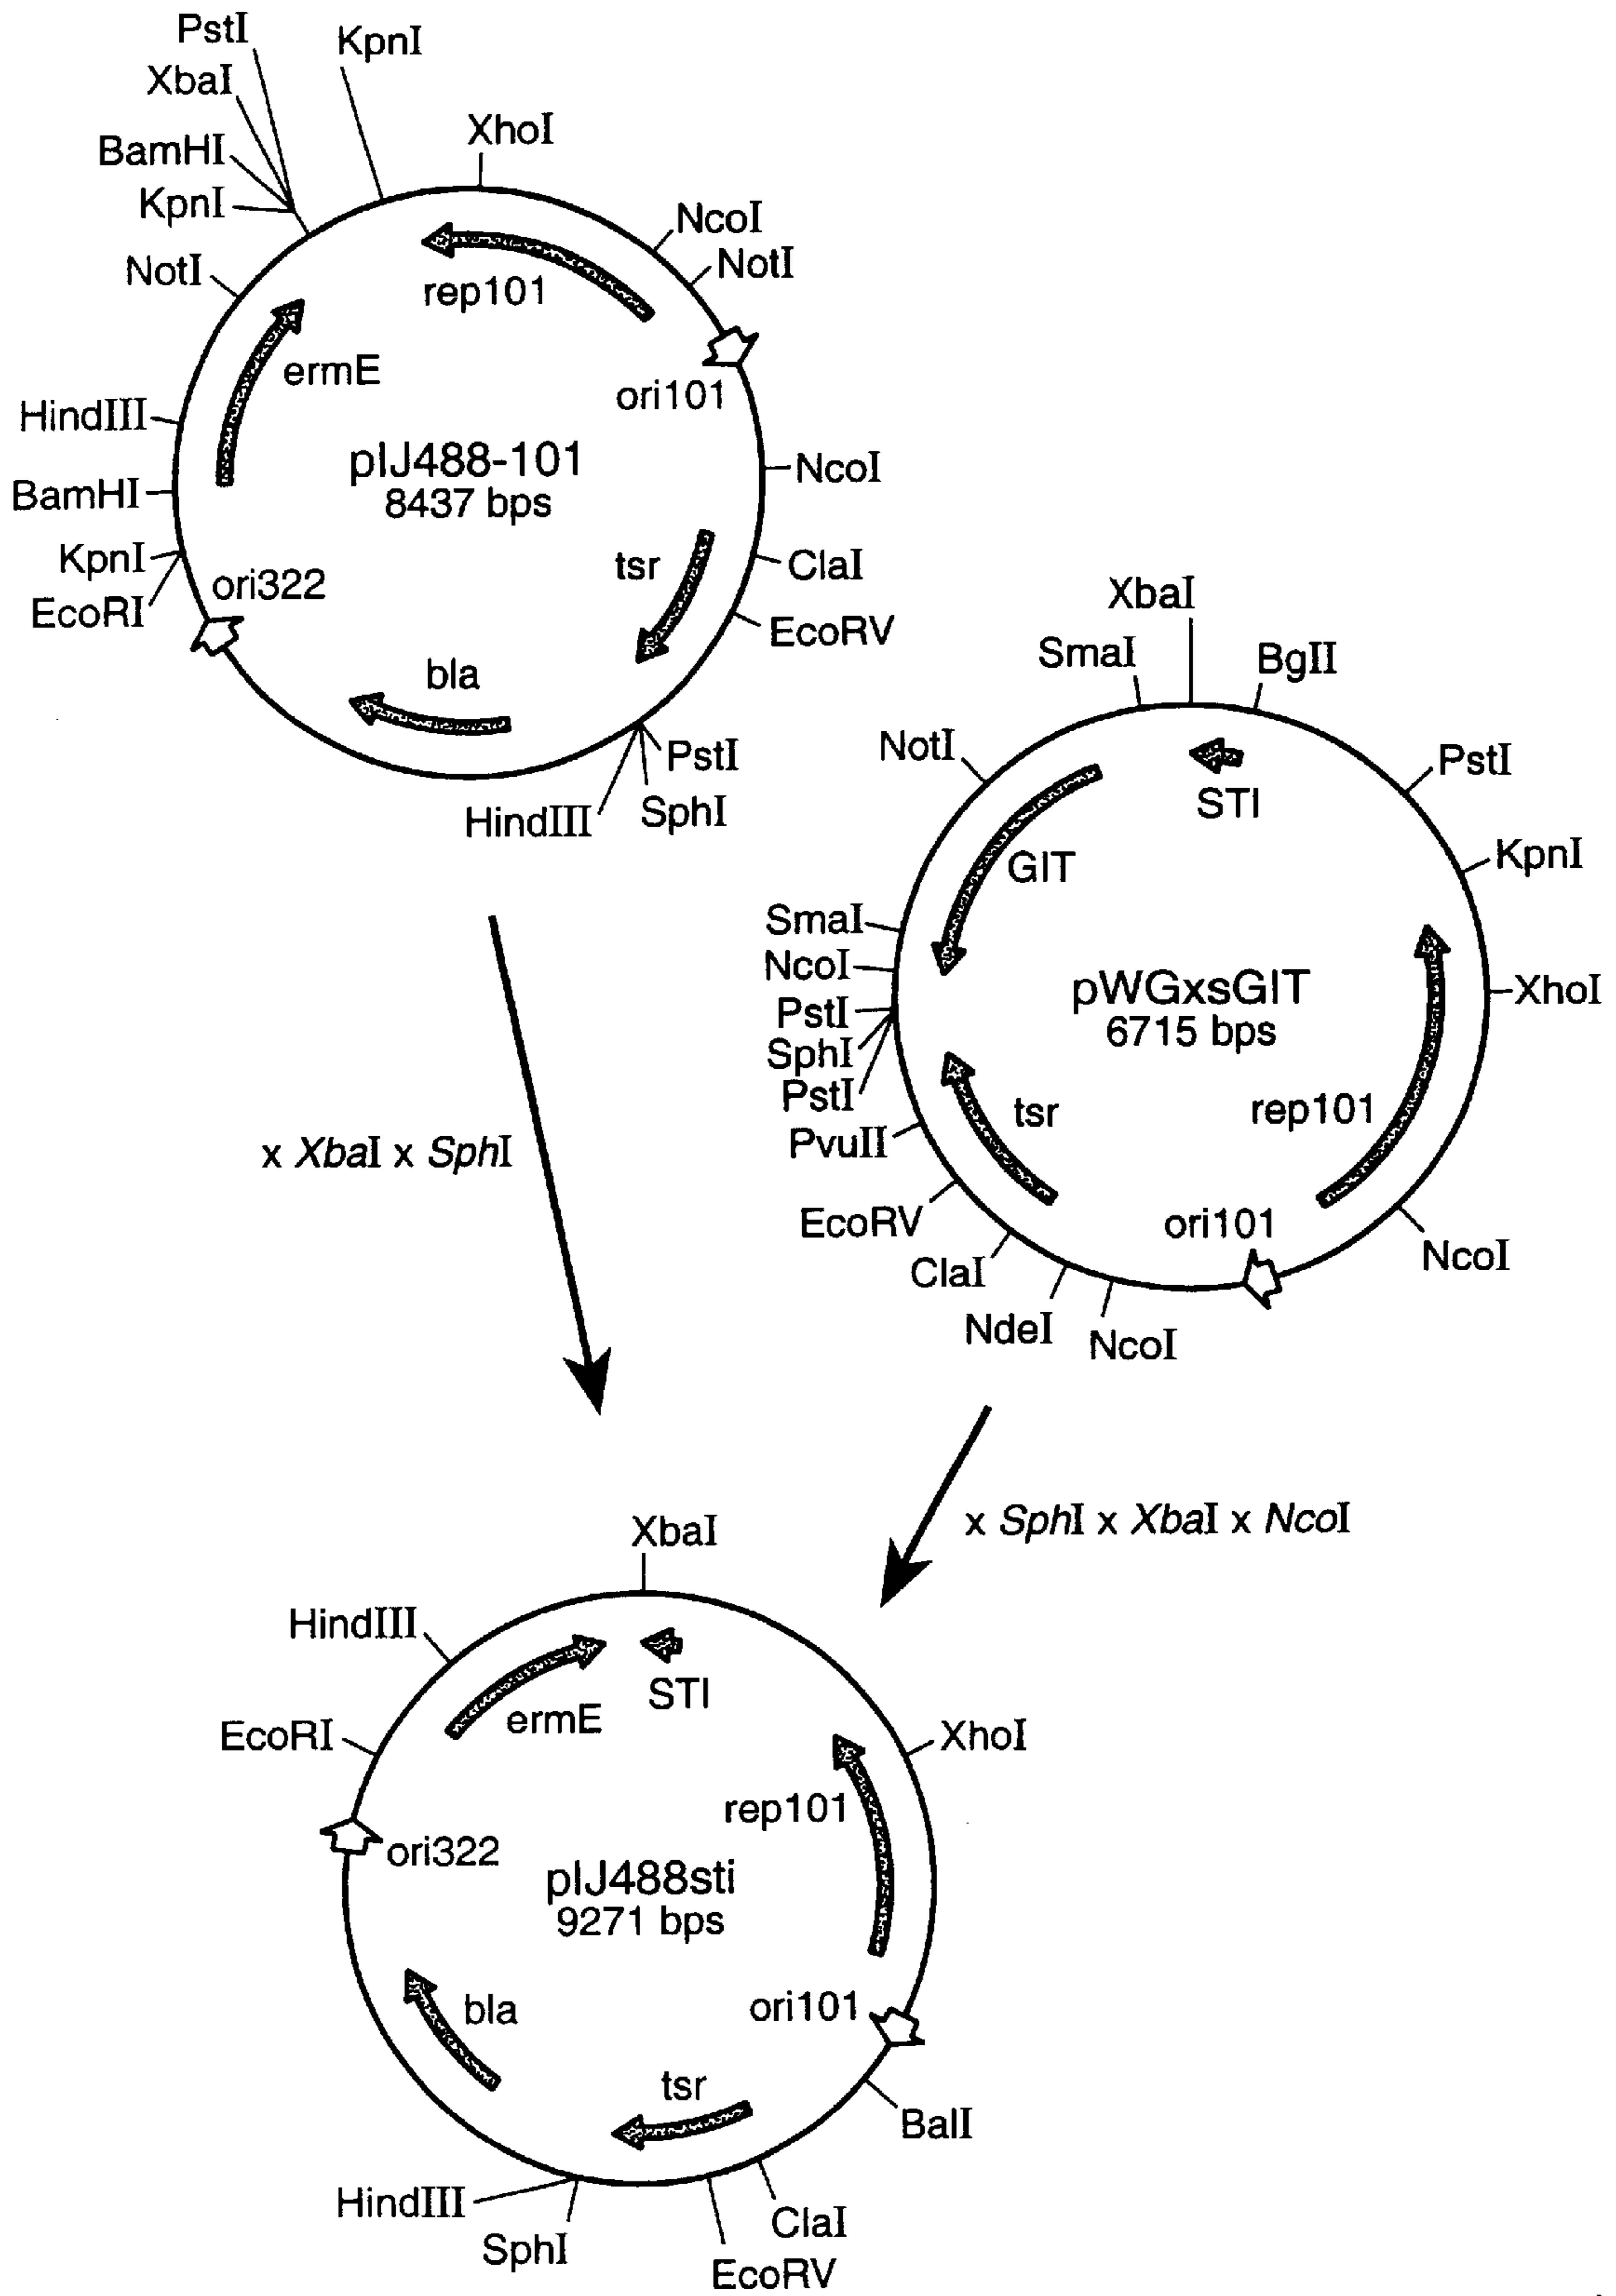 PstI
KpnI
XbaI
XhoI
BamHI
KpnI
NcoI
NotI
NotI
rep101
ermE
ori101
HindIII
pIJ488-101
8437 bps
NcoI
BamHI
KpnI
tsr
ClaI
ori322
EcoRI
EcoRV
bla
PstI
HindIII
SphI
XbaI
SmaI
BglI
NotI
PstI
STI
KpnI
GIT
SmaI
NcoI
pWGxsGIT
6715 bps
XhoI
PstI
SphI
PstI
tsr
rep101
PvuII
EcoRV
ori101
ClaI
NcoI
NdeI
NcoI
x XbaI x SphI
x SphI x XbaI x NcoI
XbaI
HindIII
STI
ermE
EcoRI
XhoI
rep101
ori322
pIJ488sti
9271 bps
bla
ori101
tsr
BalI
HindIII
SphI
ClaI
EcoRV